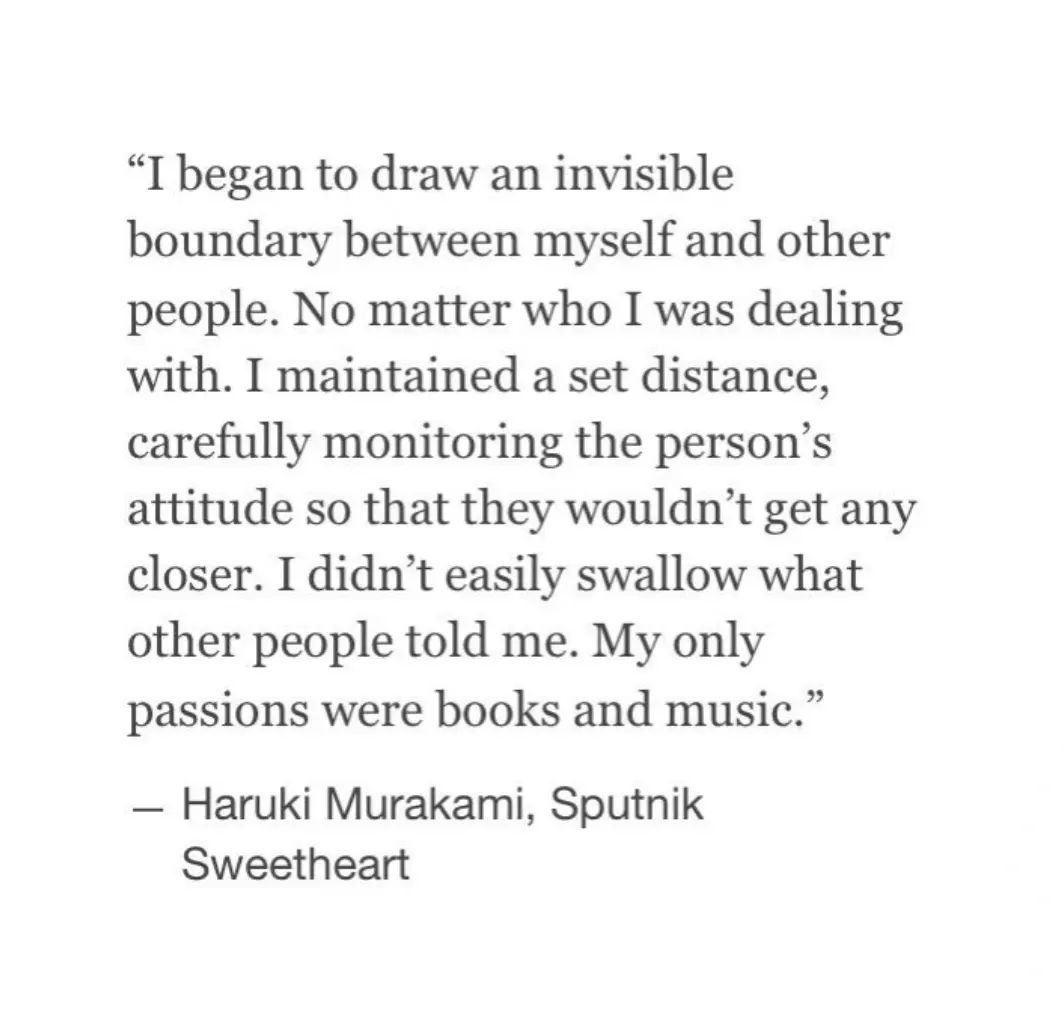 “I began to draw an invisible
boundary between myself and other
people. No matter who I was dealing
with. I maintained a set distance,
carefully monitoring the person’s
attitude so that they wouldn’t get any
closer. I didn’t easily swallow what
other people told me. My only
passions were books and music.”
— Haruki Murakami, Sputnik
Sweetheart